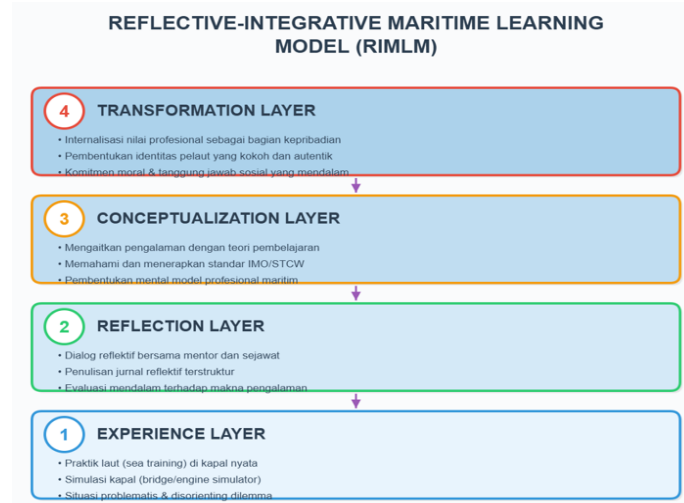 REFLECTIVE-INTEGRATIVE MARITIME LEARNING
MODEL (RIMLM)
4 TRANSFORMATION LAYER
• Internalisasi nilai profesional sebagai bagian kepribadian
• Pembentukan identitas pelaut yang kokoh dan autentik
• Komitmen moral & tanggung jawab sosial yang mendalam
3 CONCEPTUALIZATION LAYER
• Mengaitkan pengalaman dengan teori pembelajaran
• Memahami dan menerapkan standar IMO/STCW
• Pembentukan mental model profesional maritim
2 REFLECTION LAYER
• Dialog reflektif bersama mentor dan sejawat
• Penulisan jurnal reflektif terstruktur
• Evaluasi mendalam terhadap makna pengalaman
1 EXPERIENCE LAYER
• Praktik laut (sea training) di kapal nyata
• Simulasi kapal (bridge/engine simulator)
• Situasi problematis & disorienting dilemma